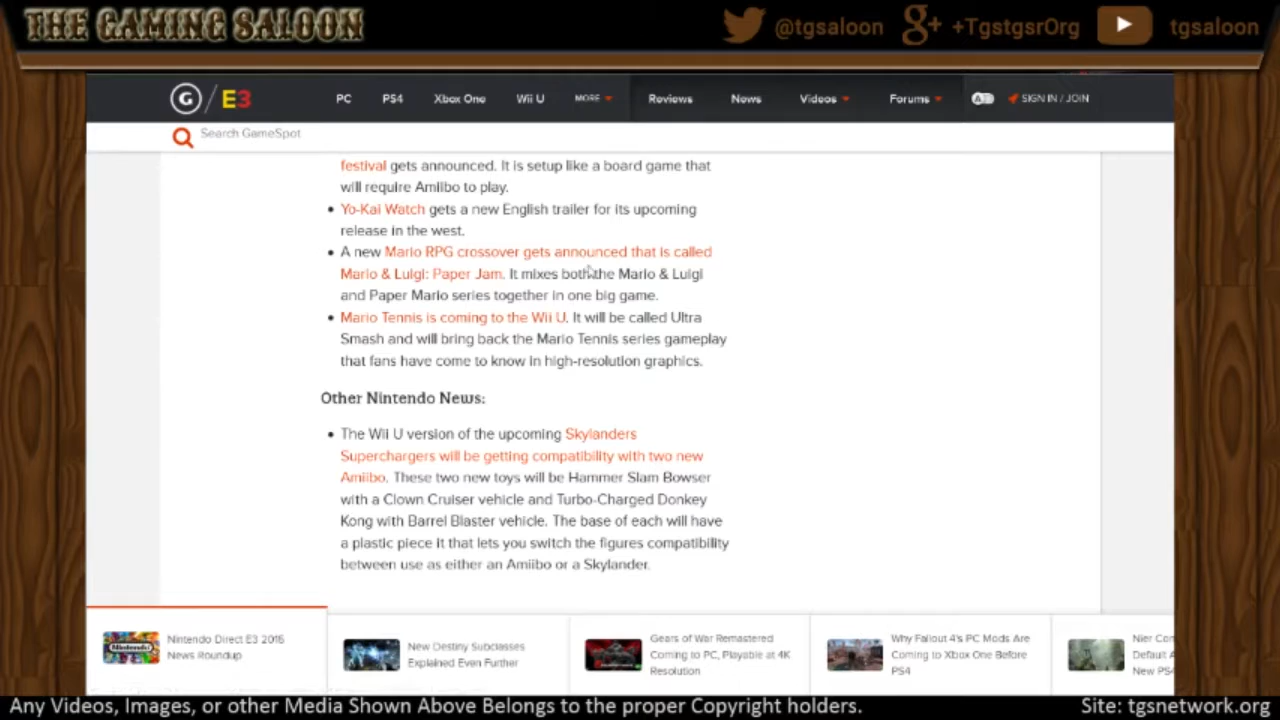 THE GAMING SALOON
@tgsaloon
+TgstgsrOrg
tgsaloon
G / E3
PC PS4 Xbox One Wii U MORE Reviews News Videos Forums SIGN IN / JOIN
Search GameSpot
festival gets announced. It is setup like a board game that
will require Amiibo to play.
• Yo-Kai Watch gets a new English trailer for its upcoming
release in the west.
• A new Mario RPG crossover gets announced that is called
Mario & Luigi: Paper Jam. It mixes both the Mario & Luigi
and Paper Mario series together in one big game.
• Mario Tennis is coming to the Wii U. It will be called Ultra
Smash and will bring back the Mario Tennis series gameplay
that fans have come to know in high-resolution graphics.
Other Nintendo News:
• The Wii U version of the upcoming Skylanders
Superchargers will be getting compatibility with two new
Amiibo. These two new toys will be Hammer Slam Bowser
with a Clown Cruiser vehicle and Turbo-Charged Donkey
Kong with Barrel Blaster vehicle. The base of each will have
a plastic piece it that lets you switch the figures compatibility
between use as either an Amiibo or a Skylander.
Nintendo
Nintendo Direct E3 2015
News Roundup
New Destiny Subclasses
Explained Even Further
Gears of War Remastered
Coming to PC, Playable at 4K
Resolution
Why Fallout 4's PC Mods Are
Coming to Xbox One Before
PS4
Nier
Default
New
Any Videos, Images, or other Media Shown Above Belongs to the proper Copyright holders.
Site: tgsnetwork.org